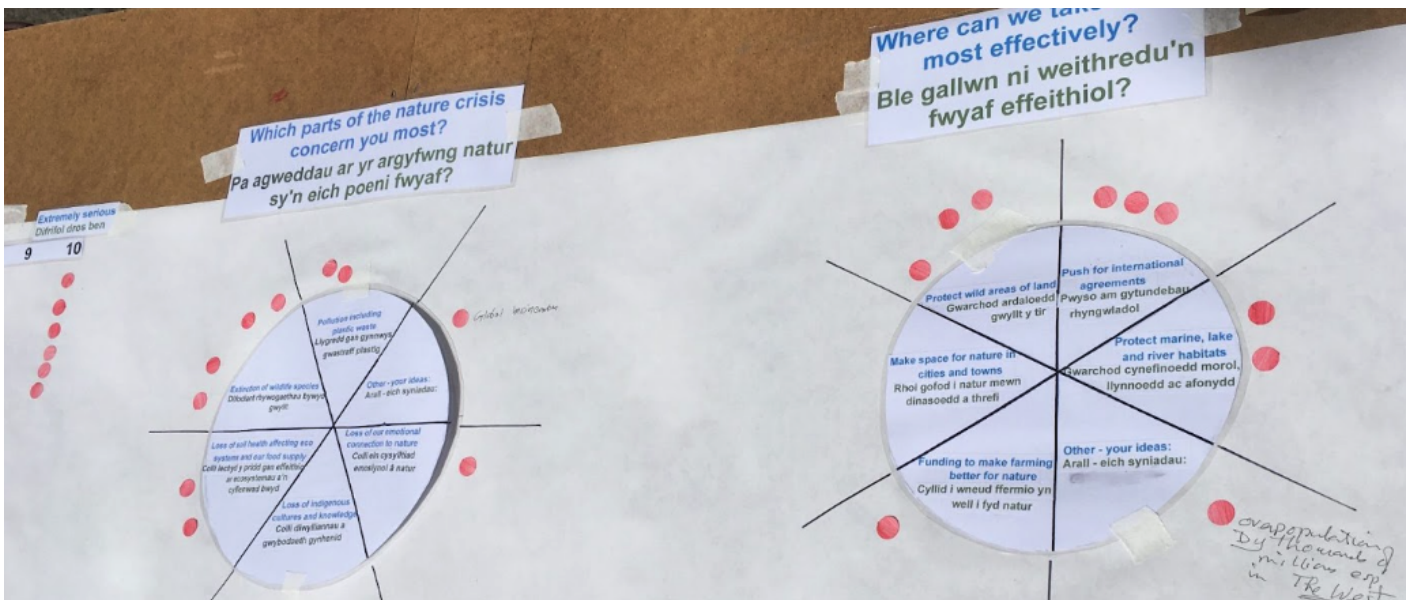 Which parts of the nature crisis
concern you most?
Pa agweddau ar yr argyfwng natur
sy'n eich poeni fwyaf?
Where can we
most effectively?
Ble gallwn ni weithredu'n
fwyaf effeithiol?
Extremely serious
Difrifol dros ben
9 10
Pollution including
plastic waste
Llygredd gan gynnwys
gwastraff plastig
Global
Extinction of wildlife species
Difodiant rhywogaethau bywyd
gwyllt
Other - your ideas:
Arall - eich syniadau:
Loss of soil health affecting eco
systems and our food supply
Colli iechyd y pridd gan effeithio
ar ecosystemau a'n
cyflenwad bwyd
Loss of our emotional
connection to nature
Colli ein cysylltiad
emosiynol â natur
Loss of indigenous
cultures and knowledge
Colli diwylliannau a
gwybodaeth gynhenid
Protect wild areas of land
Gwarchod ardaloedd
gwyllt y tir
Push for international
agreements
Pwyso am gytundebau
rhyngwladol
Make space for nature in
cities and towns
Rhoi gofod i natur mewn
dinasoedd a threfi
Protect marine, lake
and river habitats
Gwarchod cynefinoedd morol,
llynnoedd ac afonydd
Funding to make farming
better for nature
Cyllid i wneud ffermio yn
well i fyd natur
Other - your ideas:
Arall - eich syniadau:
ovapopulation
By thousands of
millions esp
in The West